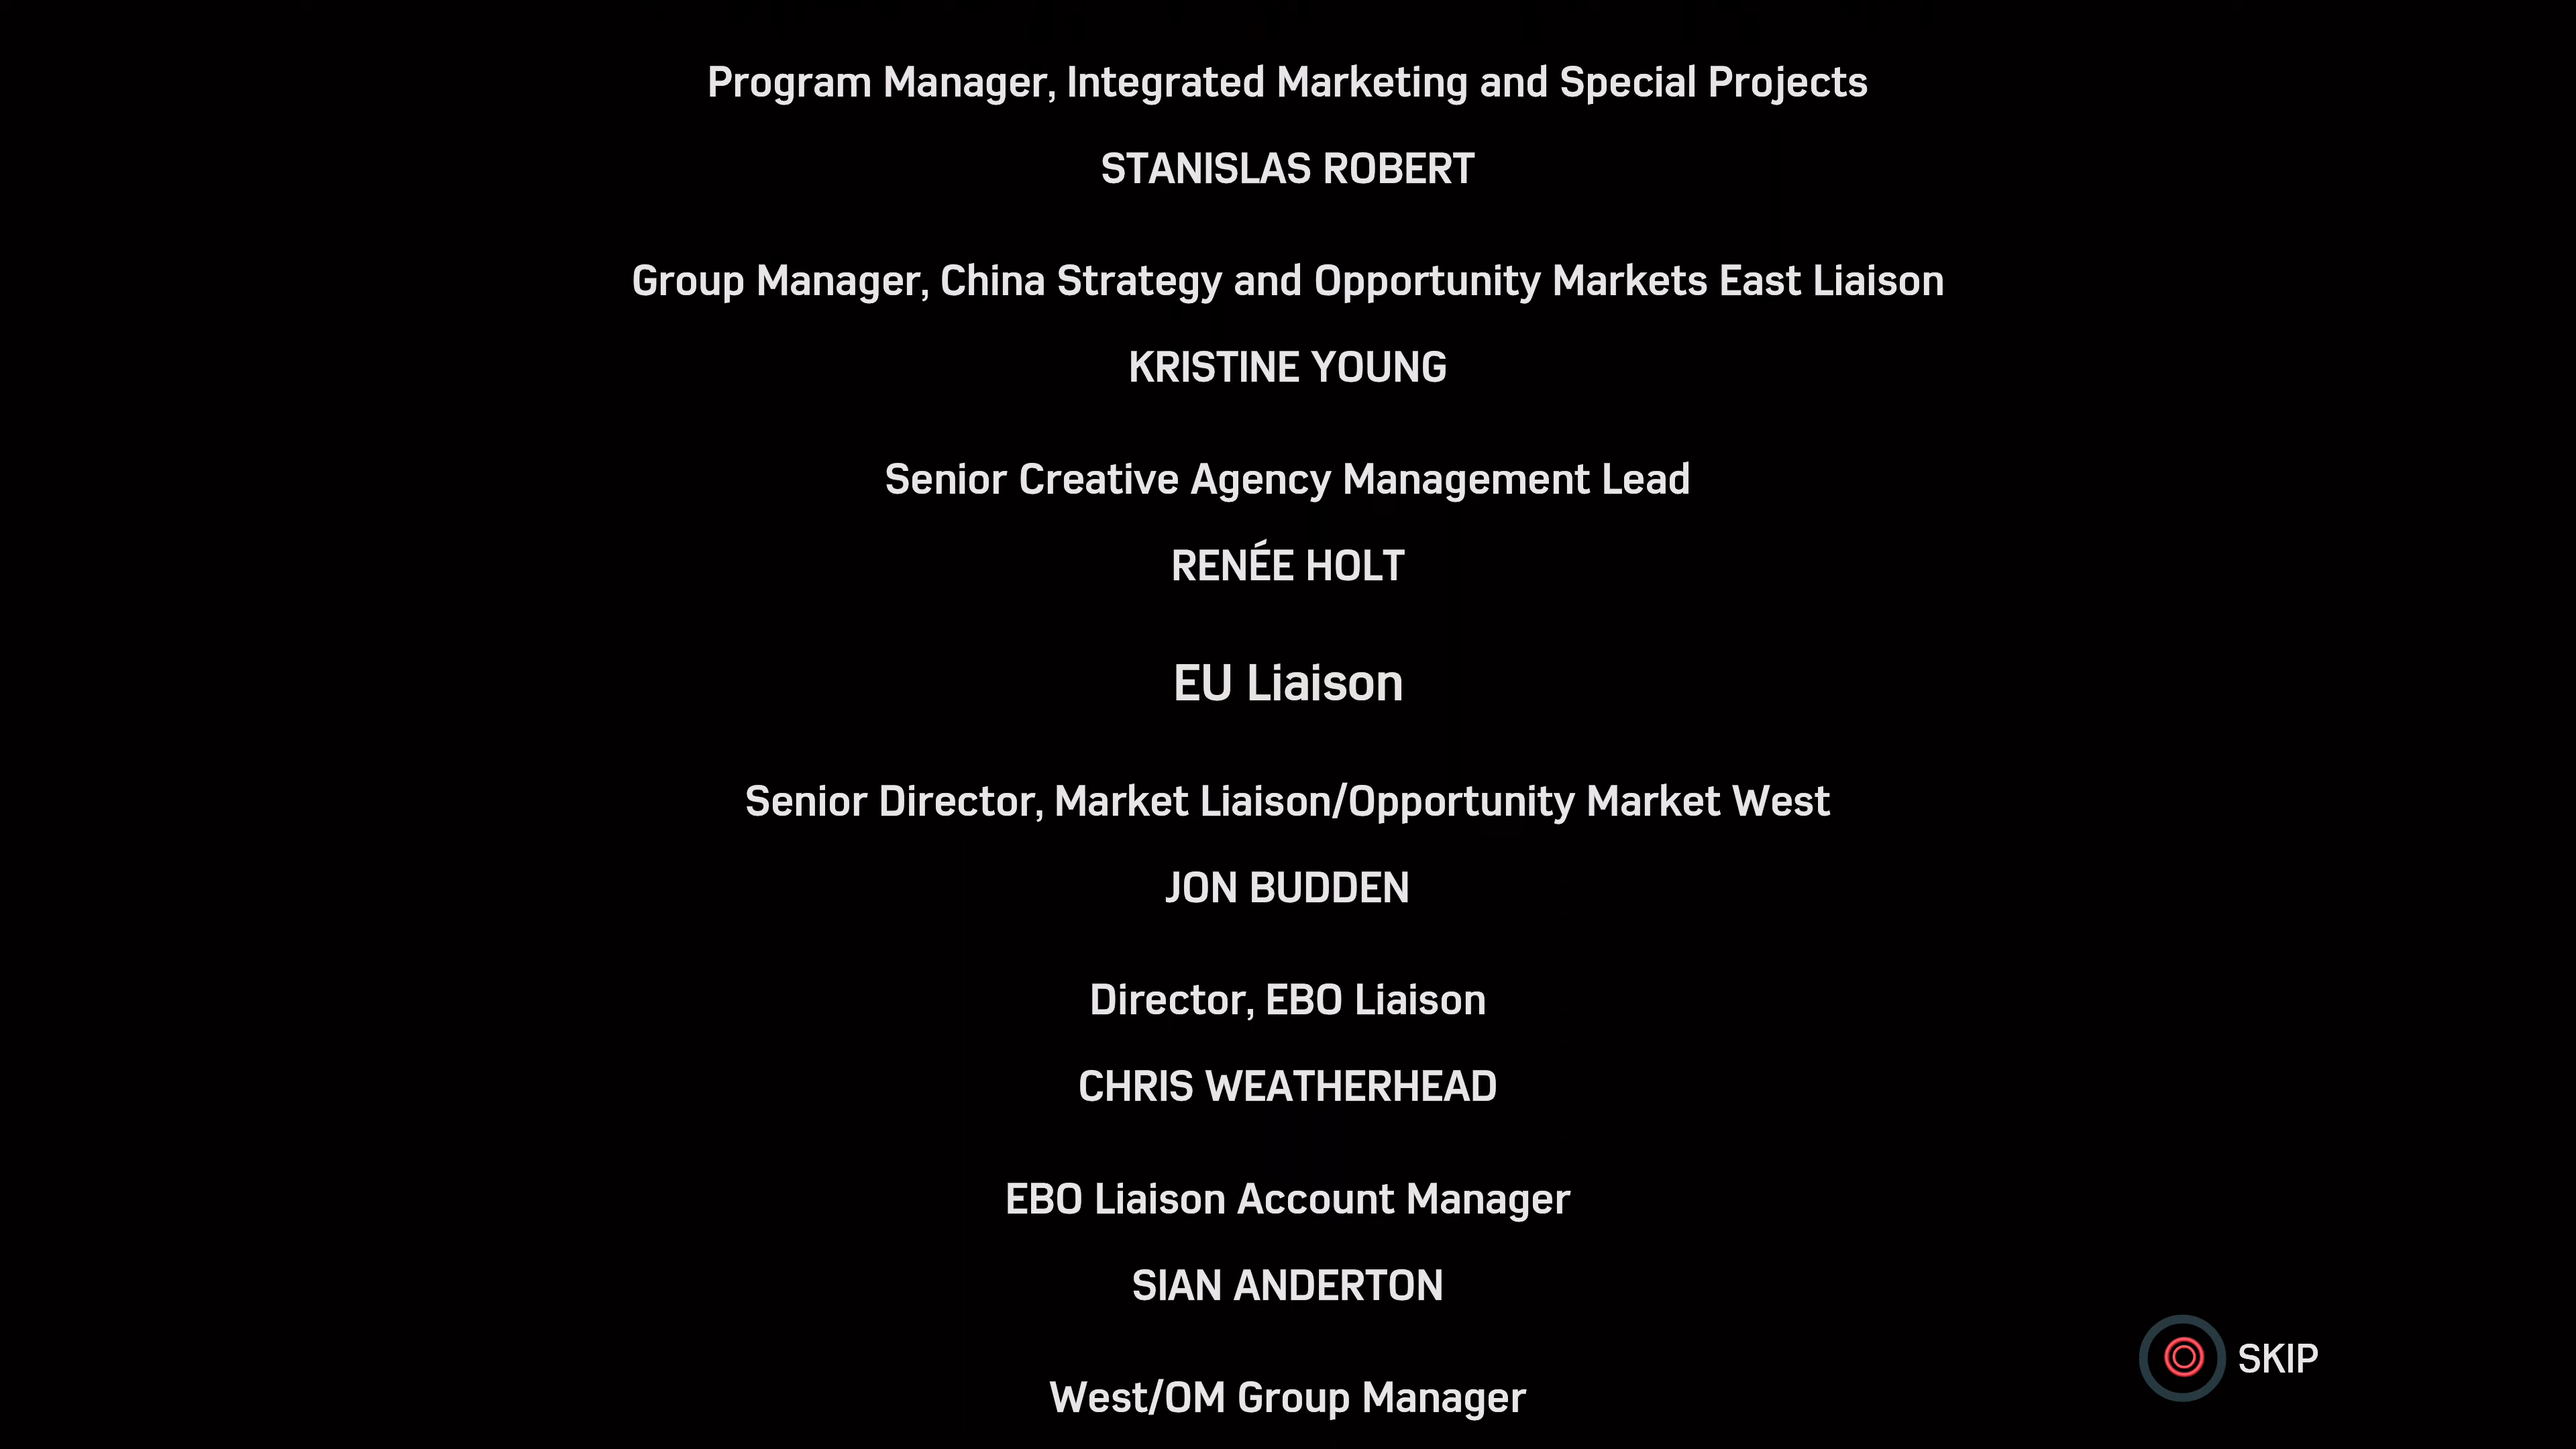 Program Manager, Integrated Marketing and Special Projects
STANISLAS ROBERT
Group Manager, China Strategy and Opportunity Markets East Liaison
KRISTINE YOUNG
Senior Creative Agency Management Lead
RENÉE HOLT
EU Liaison
Senior Director, Market Liaison/Opportunity Market West
JON BUDDEN
Director, EBO Liaison
CHRIS WEATHERHEAD
EBO Liaison Account Manager
SIAN ANDERTON
SKIP
West/OM Group Manager